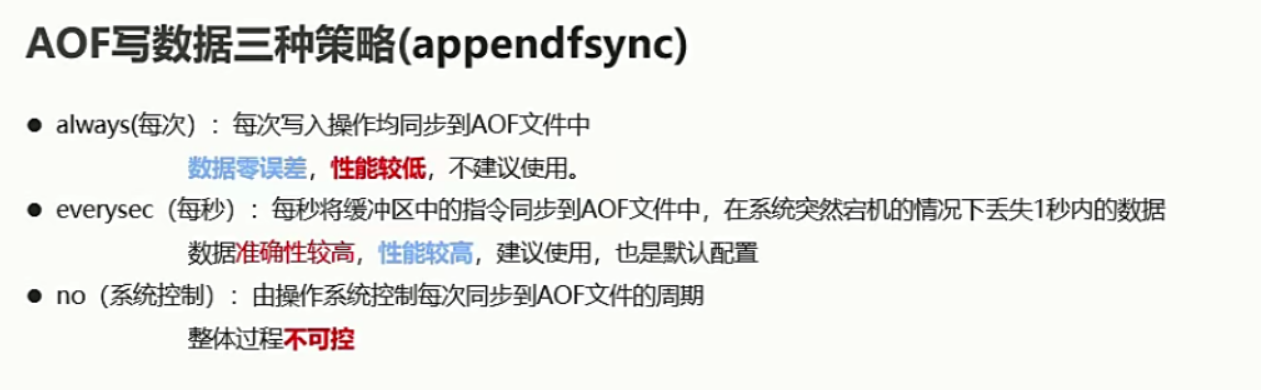 AOF写数据三种策略(appendfsync)
● always(每次）：每次写入操作均同步到AOF文件中
数据零误差，性能较低，不建议使用。
● everysec（每秒）：每秒将缓冲区中的指令同步到AOF文件中，在系统突然宕机的情况下丢失1秒内的数据
数据准确性较高，性能较高，建议使用，也是默认配置
● no（系统控制）：由操作系统控制每次同步到AOF文件的周期
整体过程不可控